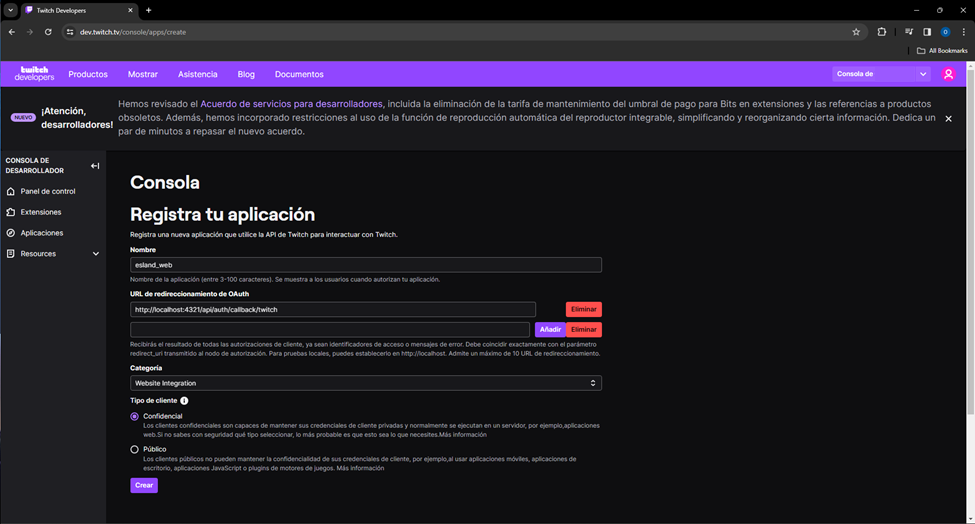 Twitch Developers
dev.twitch.tv/console/apps/create
All Bookmarks
twitch
developers
Productos
Mostrar
Asistencia
Blog
Documentos
Consola de
NUEVO
¡Atención,
desarrolladores!
Hemos revisado el Acuerdo de servicios para desarrolladores, incluida la eliminación de la tarifa de mantenimiento del umbral de pago para Bits en extensiones y las referencias a productos
obsoletos. Además, hemos incorporado restricciones al uso de la función de reproducción automática del reproductor integrable, simplificando y reorganizando cierta información. Dedica un
par de minutos a repasar el nuevo acuerdo.
CONSOLA DE
DESARROLLADOR
Panel de control
Extensiones
Aplicaciones
Resources
Consola
Registra tu aplicación
Registra una nueva aplicación que utilice la API de Twitch para interactuar con Twitch.
Nombre
esland_web
Nombre de la aplicación (entre 3-100 caracteres). Se muestra a los usuarios cuando autorizan tu aplicación.
URL de redireccionamiento de OAuth
http://localhost:4321/api/auth/callback/twitch
Eliminar
Añadir
Eliminar
Recibirás el resultado de todas las autorizaciones de cliente, ya sean identificadores de acceso o mensajes de error. Debe coincidir exactamente con el parámetro
redirect_uri transmitido al nodo de autorización. Para pruebas locales, puedes establecerlo en http://localhost. Admite un máximo de 10 URL de redireccionamiento.
Categoría
Website Integration
Tipo de cliente
Confidencial
Los clientes confidenciales son capaces de mantener sus credenciales de cliente privadas y normalmente se ejecutan en un servidor, por ejemplo,aplicaciones
web.Si no sabes con seguridad qué tipo seleccionar, lo más probable es que esto sea lo que necesites.Más información
Público
Los clientes públicos no pueden mantener la confidencialidad de sus credenciales de cliente, por ejemplo,al usar aplicaciones móviles, aplicaciones de
escritorio, aplicaciones JavaScript o plugins de motores de juegos. Más información
Crear